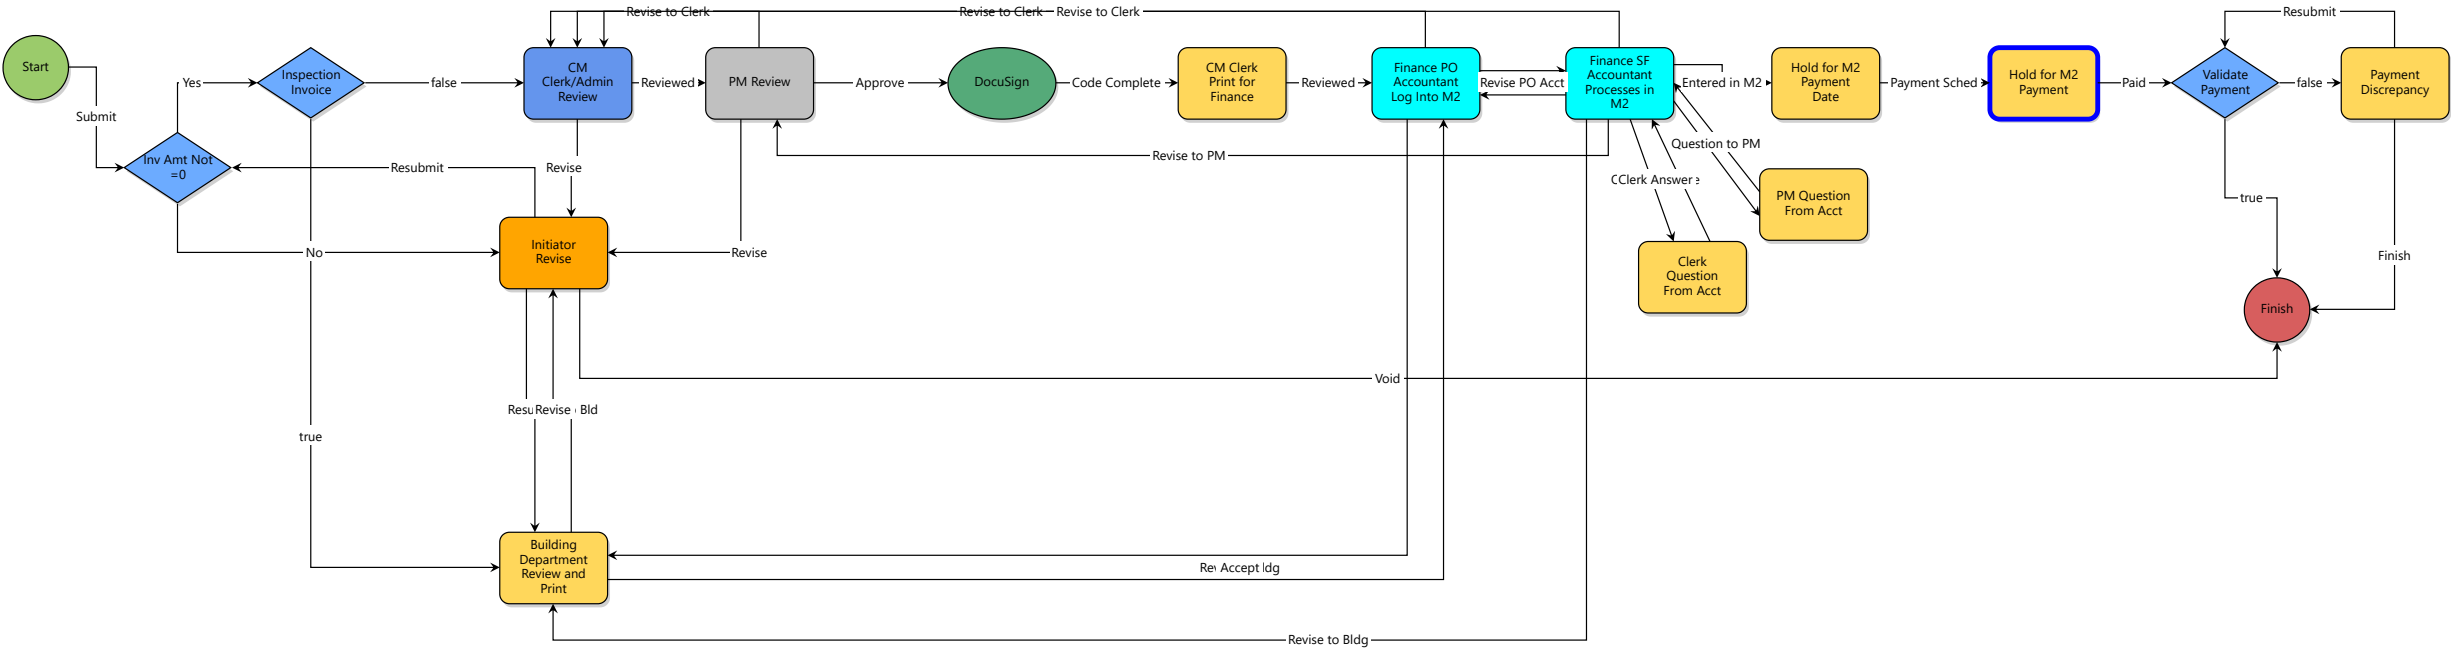 Revise to Clerk
Revise to Clerk
Revise to Clerk
Resubmit
Start
Submit
Yes
Inspection
Invoice
false
CM
Clerk/Admin
Review
Reviewed
PM Review
Approve
DocuSign
Code Complete
CM Clerk
Print for
Finance
Reviewed
Finance PO
Accountant
Log Into M2
Revise PO Acct
Finance SF
Accountant
Processes in
M2
Entered in M2
Hold for M2
Payment
Date
Payment Sched
Hold for M2
Payment
Paid
Validate
Payment
false
Payment
Discrepancy
Inv Amt Not
=0
Resubmit
Revise
Revise to PM
Question to PM
Clerk Answer
PM Question
From Acct
true
No
Initiator
Revise
Revise
Clerk
Question
From Acct
Finish
Finish
Void
Revise
Bld
true
Building
Department
Review and
Print
Accept
Revise to Bldg